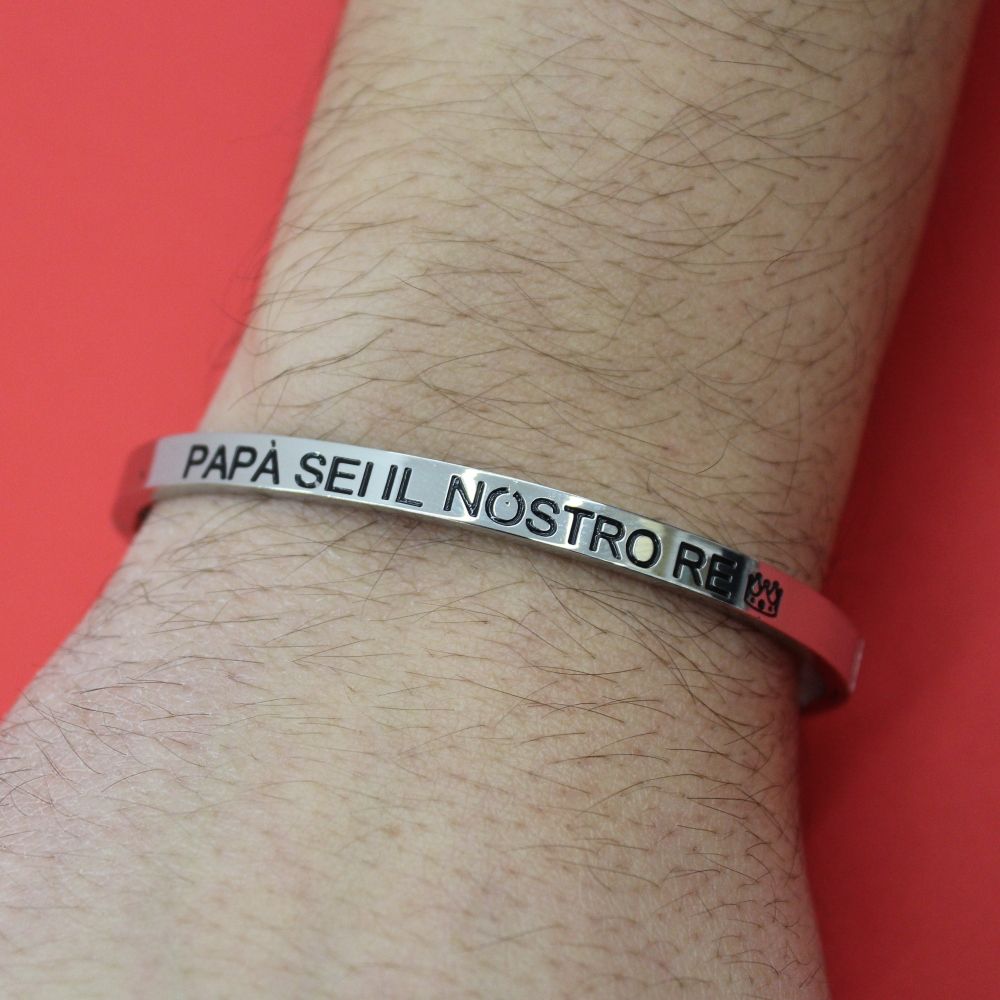 PAPÀ SEI IL NOSTRO RE